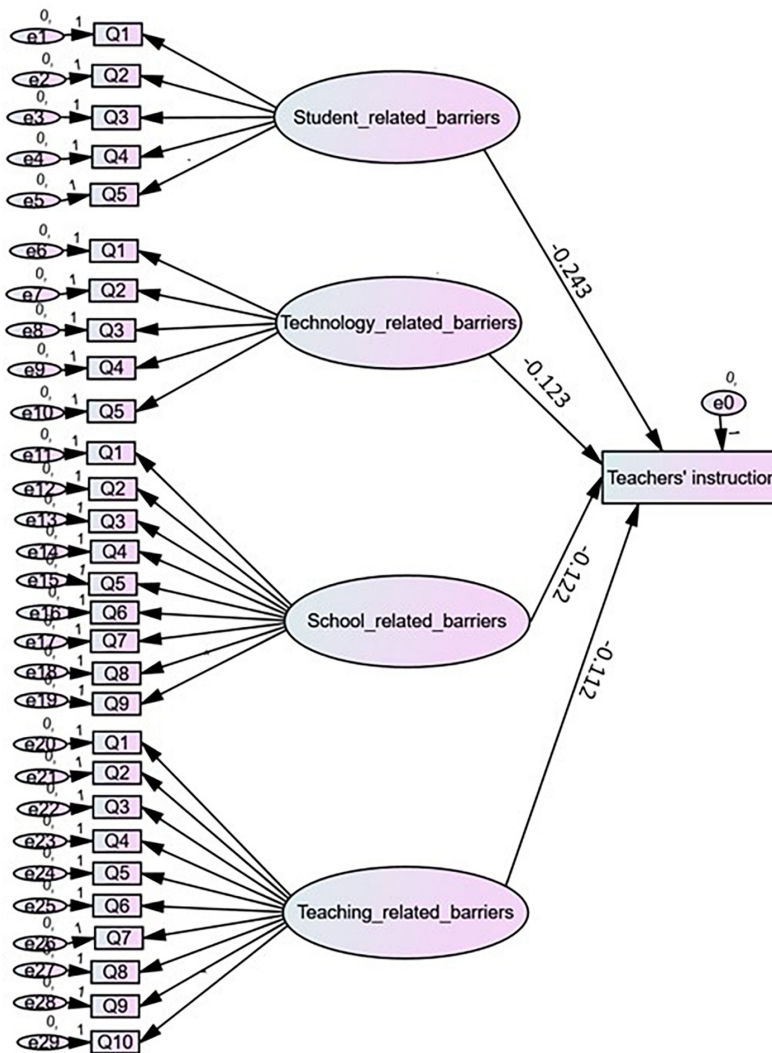 0,
e1 1 Q1
0,
e2 1 Q2
0,
e3 1 Q3
0,
e4 1 Q4
0,
e5 1 Q5
Student_related_barriers
-0.243
0,
e6 1 Q1
0,
e7 1 Q2
0,
e8 1 Q3
0,
e9 1 Q4
0,
e10 1 Q5
Technology_related_barriers
-0.123
0,
e0
1
Teachers' instruction
0,
e11 1 Q1
0,
e12 1 Q2
0,
e13 1 Q3
0,
e14 1 Q4
0,
e15 1 Q5
0,
e16 1 Q6
0,
e17 1 Q7
0,
e18 1 Q8
0,
e19 1 Q9
School_related_barriers
-0.122
-0.112
0,
e20 1 Q1
0,
e21 1 Q2
0,
e22 1 Q3
0,
e23 1 Q4
0,
e24 1 Q5
0,
e25 1 Q6
0,
e26 1 Q7
0,
e27 1 Q8
0,
e28 1 Q9
0,
e29 1 Q10
Teaching_related_barriers